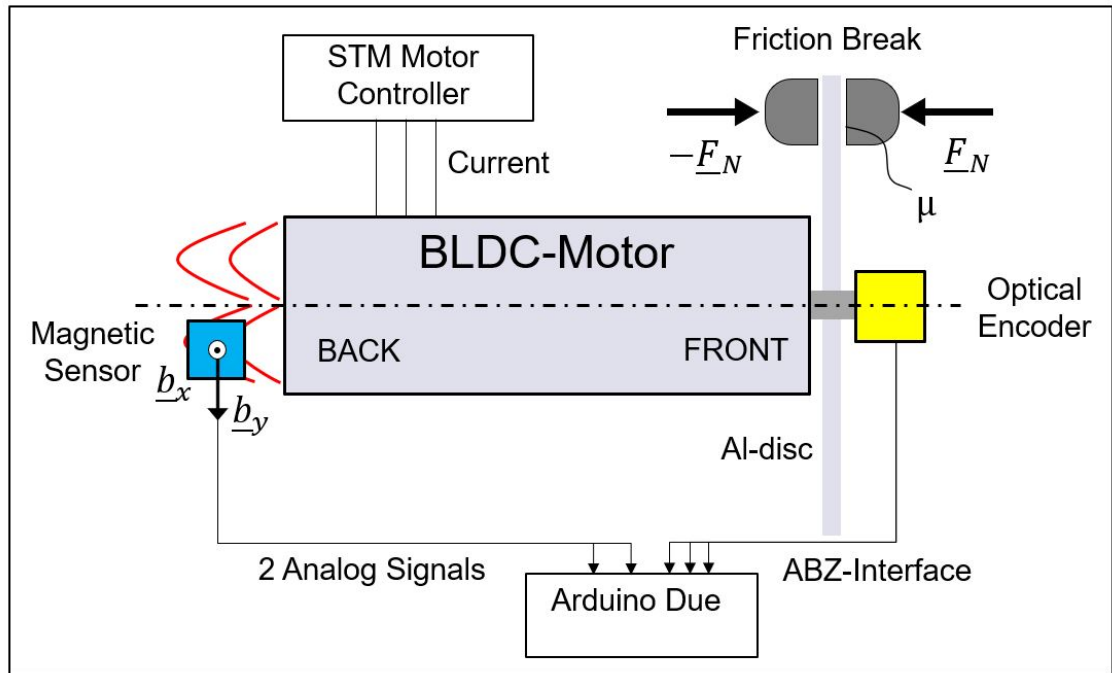 STM Motor
Controller
Friction Break
Current
−F_N
F_N
μ
BLDC-Motor
Magnetic
Sensor
BACK
FRONT
Optical
Encoder
b_x
b_y
Al-disc
2 Analog Signals
ABZ-Interface
Arduino Due